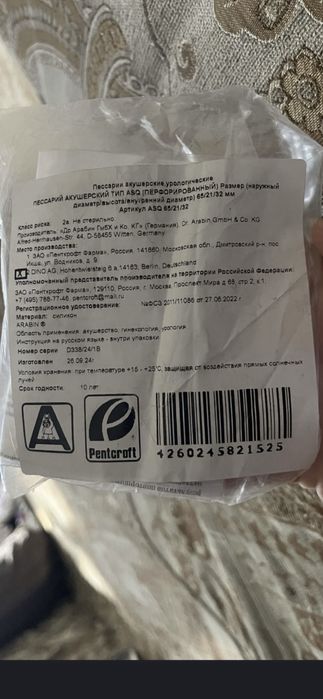 Пессарии акушерские, урологические
ПЕССАРИЙ АКУШЕРСКИЙ ТИП ASQ [ПЕРФОРИРОВАННЫЙ] Размер (наружный
диаметр/высота/внутренний диаметр) 65/21/32 мм
Артикул ASQ 65/21/32
Класс риска: 2а. Не стерильно
Производитель: «Др. Арабин ГмбХ и Ко. КГ» (Германия), Dr. Arabin GmbH & Co. KG
Alfred-Herrhausen-Str. 44, D-58455 Witten, Germany
Место производства:
1. ЗАО «Пенткрофт Фарма», Россия, 141860, Московская обл., Дмитровский р-н, пос
Икша, ул. Водников, д. 9
DING AG, Hohentwielsteig 6 a, 14163, Berlin, Deutschland
Уполномоченный представитель производителя на территории Российской Федерации:
ЗАО «Пенткрофт Фарма», 129110, Россия, г. Москва, Проспект Мира д. 68, стр. 2, к.1.
+7 (495) 788-77-46, pentcroft@mail.ru
Регистрационное удостоверение: №ФСЗ 2011/11086 от 27.06.2022 г.
Материал: силикон
ARABIN ®
Область применения: акушерство, гинекология, урология
Инструкция на русском языке - внутри упаковки
Номер серии: D338/24/1B
Изготовлен: 26.09.24г
Условия хранения: при температуре +15 - +25°С, защищая от воздействия прямых солнечных
лучей
Срок годности: 10 лет
A
Pentcroft
4260245821525